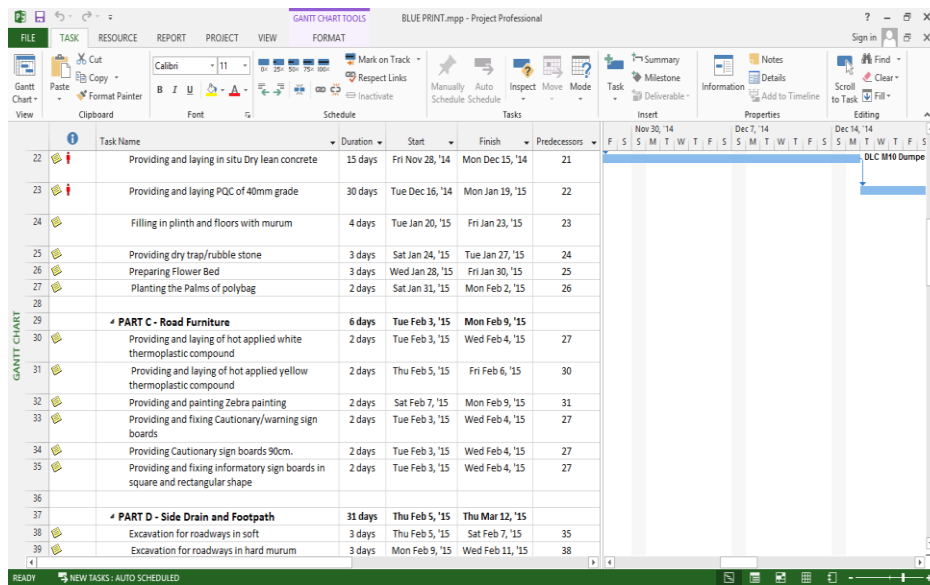 GANTT CHART TOOLS
BLUE PRINT.mpp - Project Professional
FILE TASK RESOURCE REPORT PROJECT VIEW FORMAT Sign in
Gantt Chart
Paste
Cut
Copy
Format Painter
Calibri 11
B I U A
0% 25% 50% 75% 100%
Mark on Track
Respect Links
Inactivate
Manually Schedule
Auto Schedule
Inspect Move Mode
Task
Summary
Milestone
Deliverable
Information
Notes
Details
Add to Timeline
Scroll to Task
Find
Clear
Fill
View Clipboard Font Schedule Tasks Insert Properties Editing
Task Name Duration Start Finish Predecessors
Nov 30, '14 Dec 7, '14 Dec 14, '14
F S S M T W T F S S M T W T F S S M T W T F S
22 Providing and laying in situ Dry lean concrete 15 days Fri Nov 28, '14 Mon Dec 15, '14 21
DLC M10 Dumpe
23 Providing and laying PQC of 40mm grade 30 days Tue Dec 16, '14 Mon Jan 19, '15 22
24 Filling in plinth and floors with murum 4 days Tue Jan 20, '15 Fri Jan 23, '15 23
25 Providing dry trap/rubble stone 3 days Sat Jan 24, '15 Tue Jan 27, '15 24
26 Preparing Flower Bed 3 days Wed Jan 28, '15 Fri Jan 30, '15 25
27 Planting the Palms of polybag 2 days Sat Jan 31, '15 Mon Feb 2, '15 26
28
29 PART C - Road Furniture 6 days Tue Feb 3, '15 Mon Feb 9, '15
30 Providing and laying of hot applied white 2 days Tue Feb 3, '15 Wed Feb 4, '15 27
thermoplastic compound
31 Providing and laying of hot applied yellow 2 days Thu Feb 5, '15 Fri Feb 6, '15 30
thermoplastic compound
32 Providing and painting Zebra painting 2 days Sat Feb 7, '15 Mon Feb 9, '15 31
33 Providing and fixing Cautionary/warning sign 2 days Tue Feb 3, '15 Wed Feb 4, '15 27
boards
34 Providing Cautionary sign boards 90cm. 2 days Tue Feb 3, '15 Wed Feb 4, '15 27
35 Providing and fixing informatory sign boards in 2 days Tue Feb 3, '15 Wed Feb 4, '15 27
square and rectangular shape
36
37 PART D - Side Drain and Footpath 31 days Thu Feb 5, '15 Thu Mar 12, '15
38 Excavation for roadways in soft 3 days Thu Feb 5, '15 Sat Feb 7, '15 35
39 Excavation for roadways in hard murum 3 days Mon Feb 9, '15 Wed Feb 11, '15 38
GANTT CHART
READY NEW TASKS : AUTO SCHEDULED